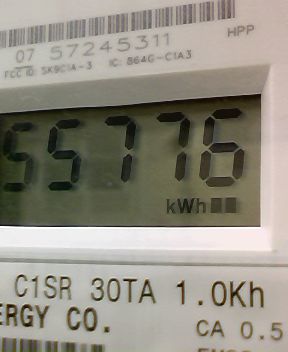 HPP
07 57245311
FCC ID: SK9C1A-3 IC: 864G-C1A3
55776
kWh
C1SR 30TA 1.0Kh
ERGY CO.
CA 0.5